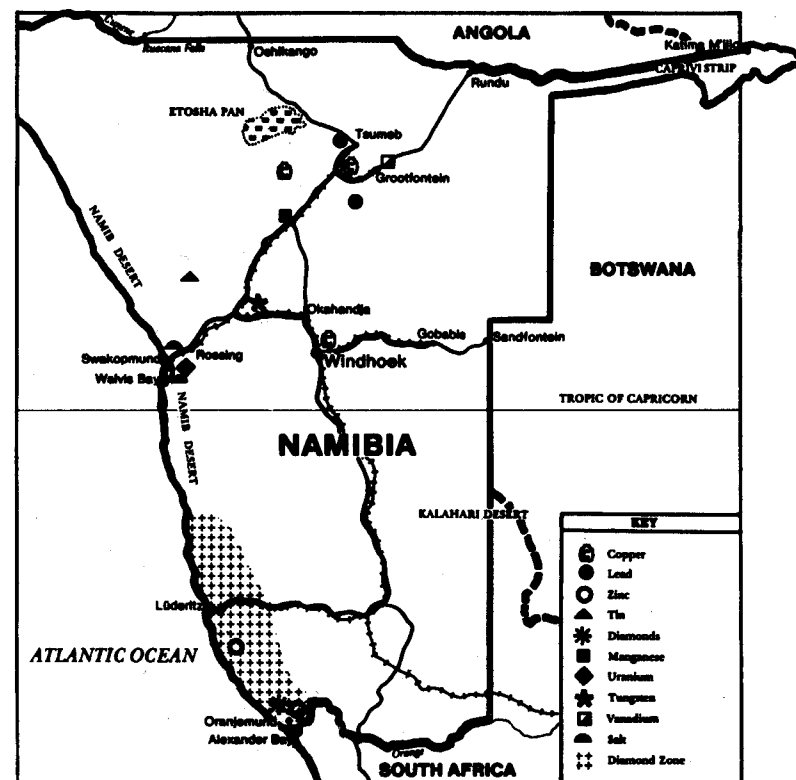 ANGOLA
Cunene
Ruacana Falls
Oshikango
Katima M'lilo
CAPRIVI STRIP
Rundu
ETOSHA PAN
Tsumeb
Grootfontein
NAMIB DESERT
BOTSWANA
Okahandja
Swakopmund
Rossing
Gobabis
Sandfontein
Windhoek
Walvis Bay
NAMIB DESERT
TROPIC OF CAPRICORN
NAMIBIA
KALAHARI DESERT
KEY
Copper
Lead
Zinc
Tin
Diamonds
Manganese
Uranium
Tungsten
Vanadium
Salt
Diamond Zone
Lüderitz
ATLANTIC OCEAN
Oranjemund
Alexander Bay
Orange
SOUTH AFRICA